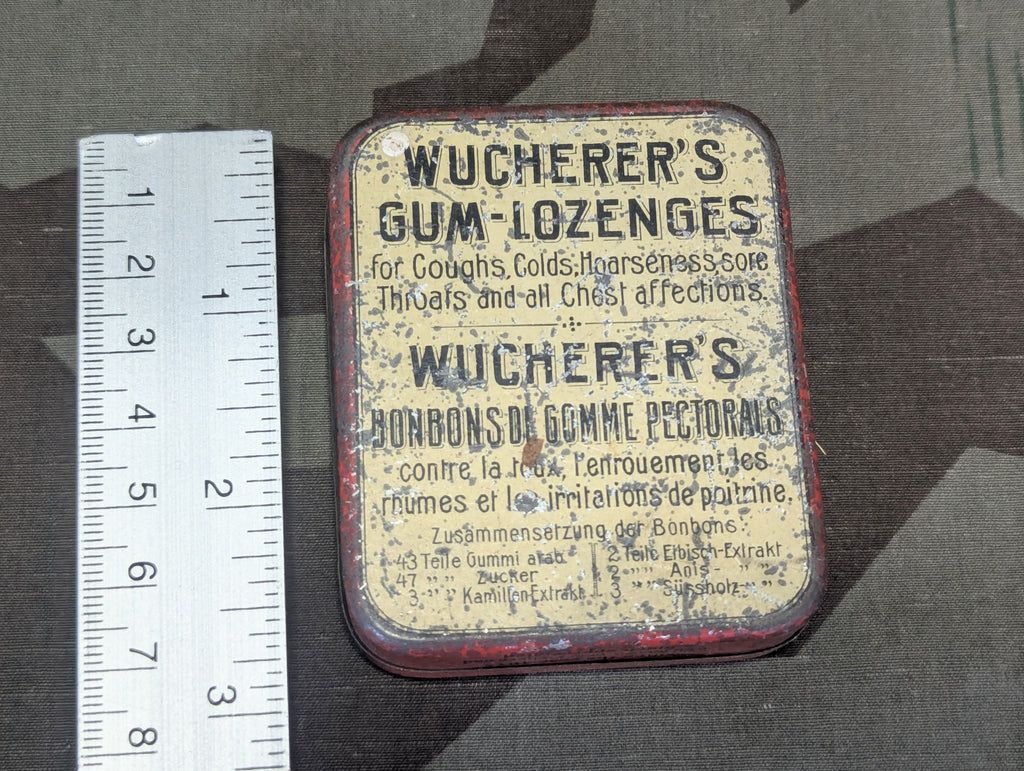 WUCHERER'S
GUM-LOZENGES
for Coughs, Colds, Hoarseness, sore
Throats and all Chest affections.
WUCHERER'S
BONBONS DE GOMME PECTORALS
contre la toux, l'enrouement, les
rhumes et les irritations de poitrine.
Zusammensetzung der Bonbons:
43 Teile Gummi arab.
47 " " Zucker
3 " " Kamillen-Extrakt
2 Teile Eibisch-Extrakt
2 " " Anis- " "
3 " " Süssholz- " "
1
2
3
4
5
6
7
8
1
2
3